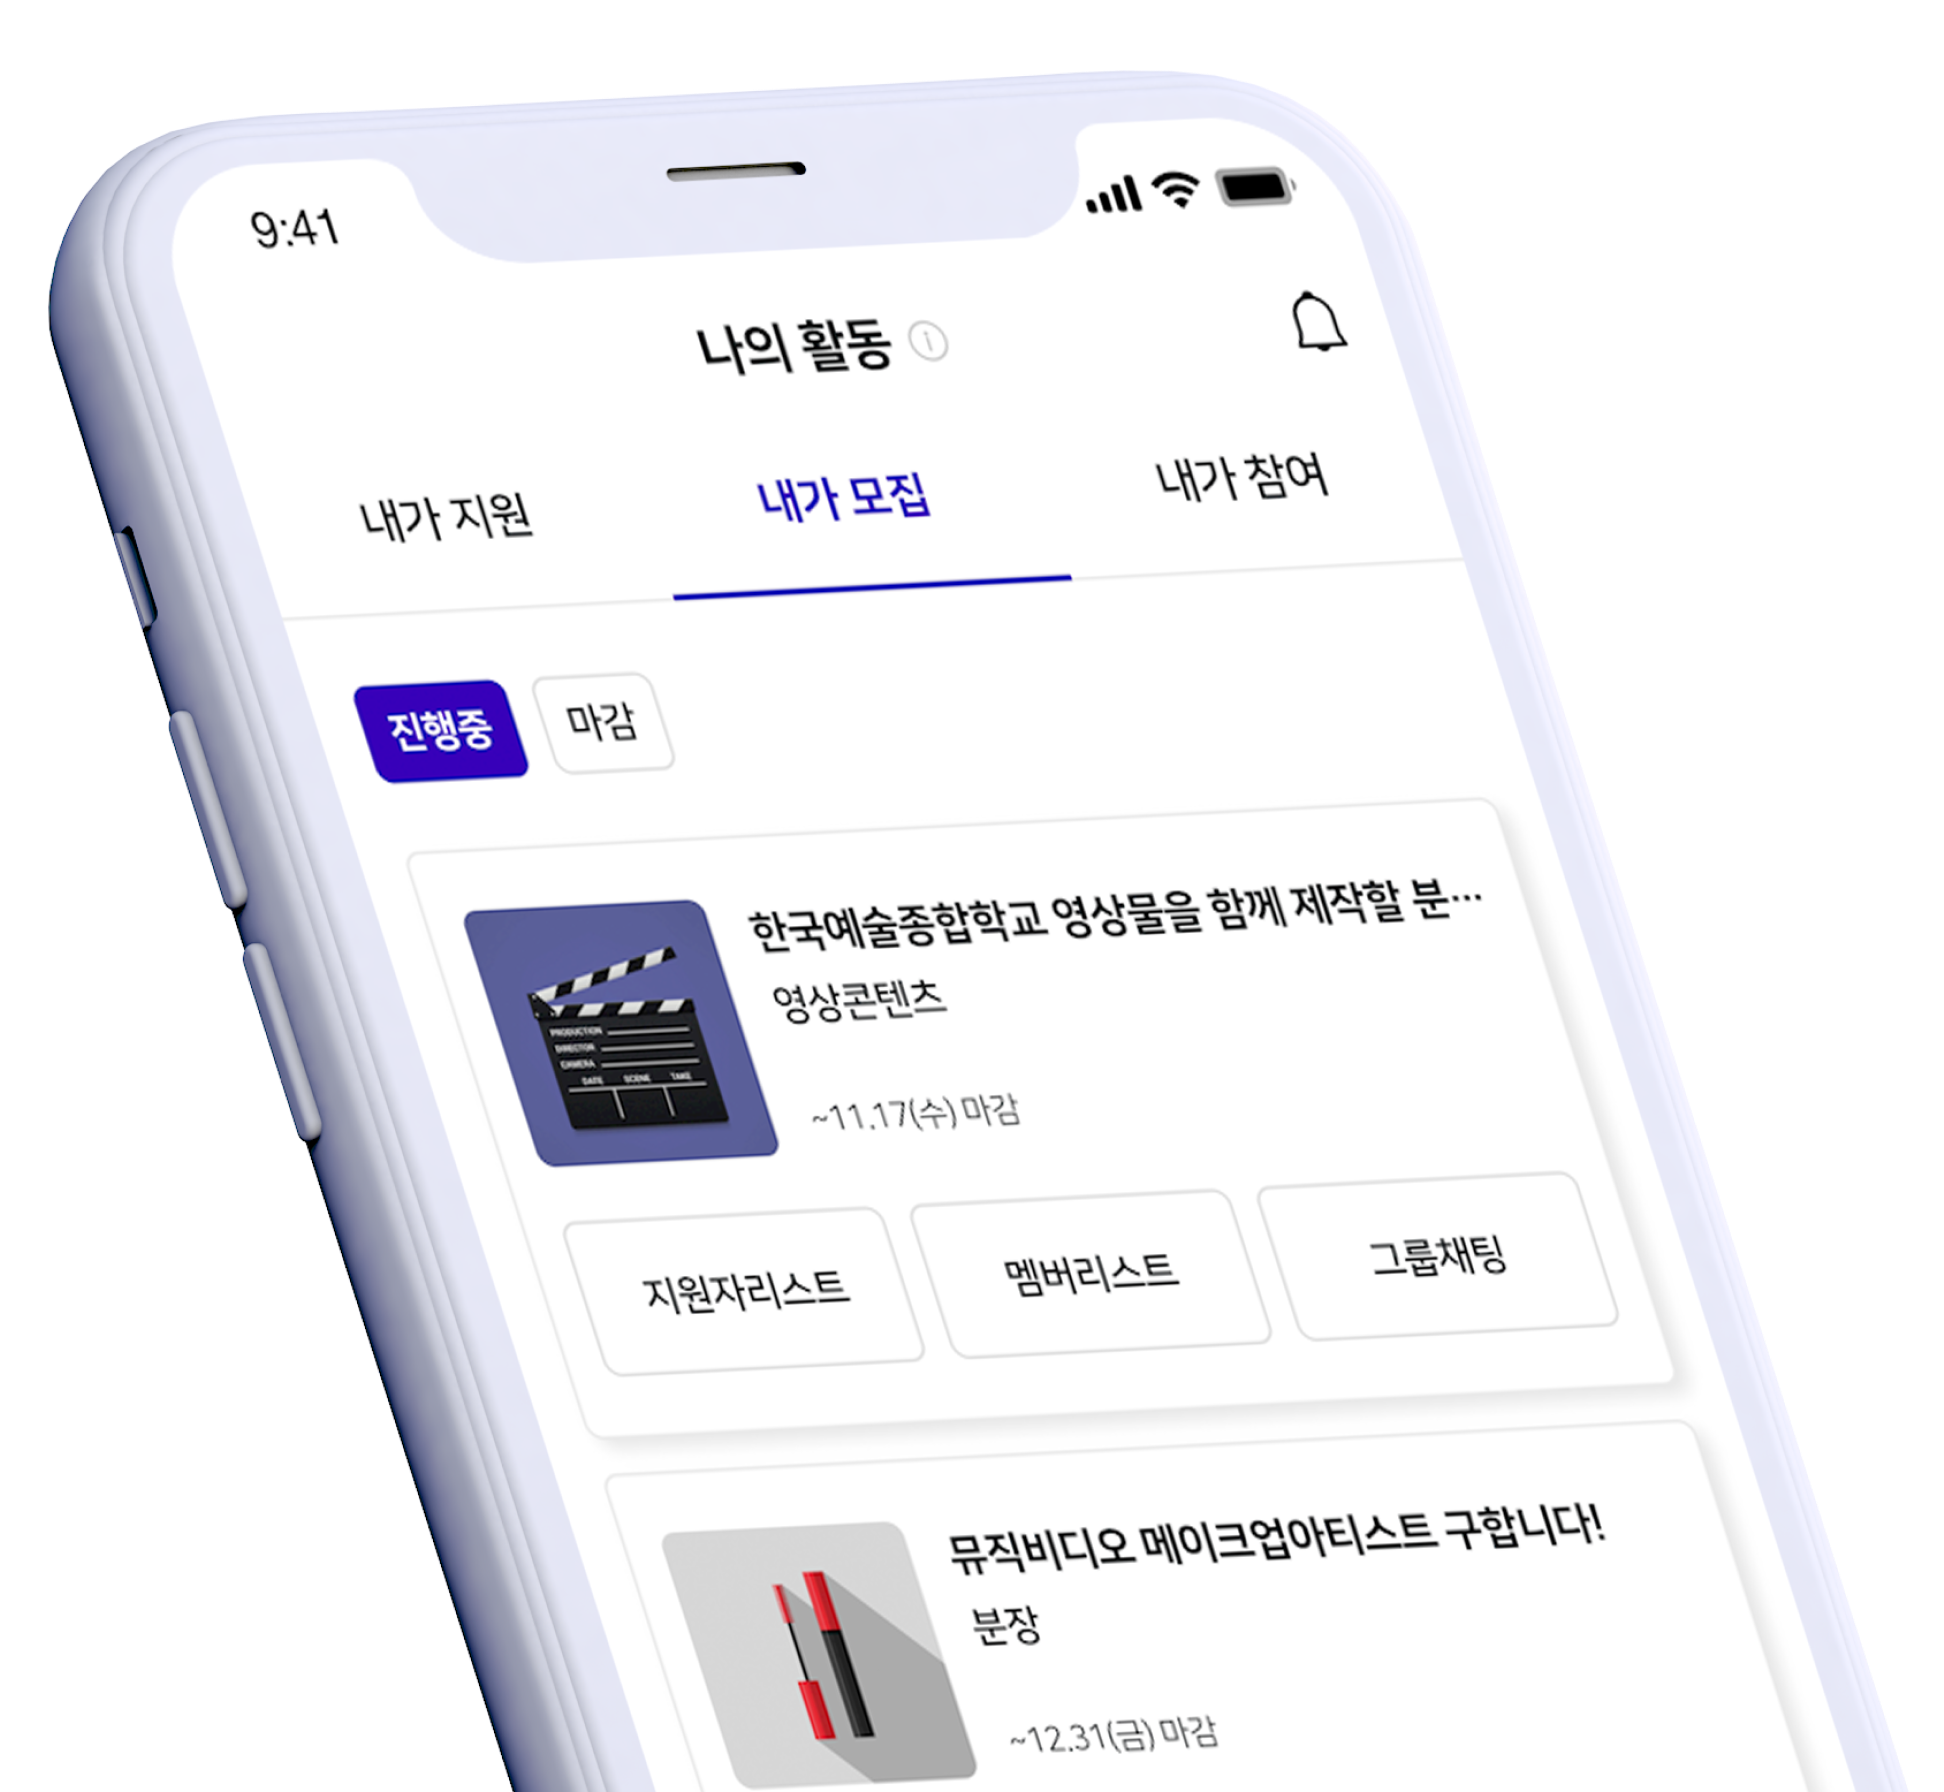 9:41
나의 활동
내가 지원 내가 모집 내가 참여
진행중 마감
한국예술종합학교 영상물을 함께 제작할 분…
영상콘텐츠
PRODUCTION
DIRECTOR
CAMERA
DATE SCENE TAKE
~11.17(수) 마감
지원자리스트 멤버리스트 그룹채팅
뮤직비디오 메이크업아티스트 구합니다!
분장
~12.31(금) 마감